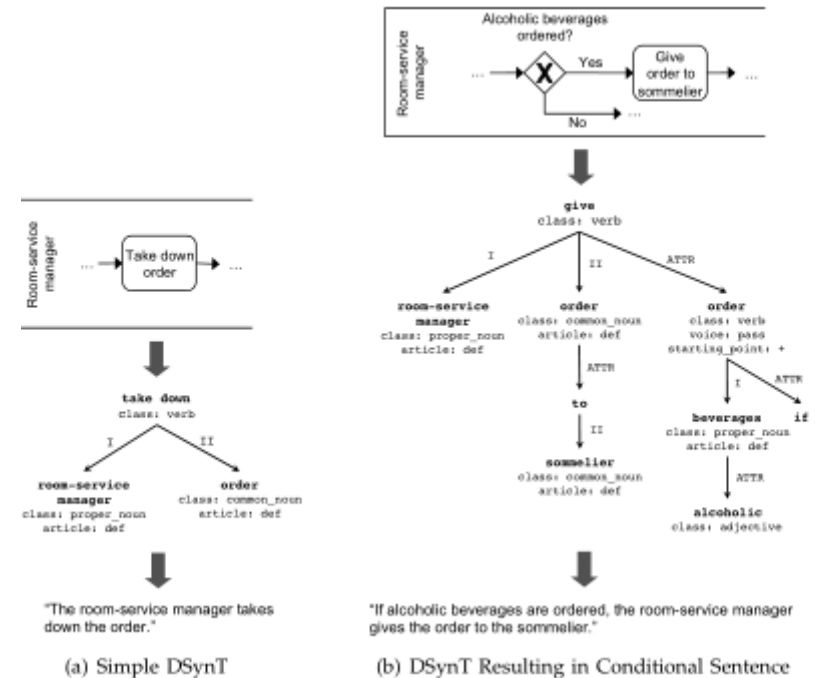 Room-service
manager
...
Take down
order
...
take down
class: verb
I
II
room-service
manager
class: proper_noun
article: def
order
class: common_noun
article: def
"The room-service manager takes
down the order."
(a) Simple DSynT
Alcoholic beverages
ordered?
Room-service
manager
...
X
Yes
Give
order to
sommelier
...
No
...
give
class: verb
I
II
ATTR
room-service
manager
class: proper_noun
article: def
order
class: common_noun
article: def
ATTR
to
II
sommelier
class: common_noun
article: def
order
class: verb
voice: pass
starting_point: +
I
ATTR
beverages
class: proper_noun
article: def
if
ATTR
alcoholic
class: adjective
"If alcoholic beverages are ordered, the room-service manager
gives the order to the sommelier."
(b) DSynT Resulting in Conditional Sentence